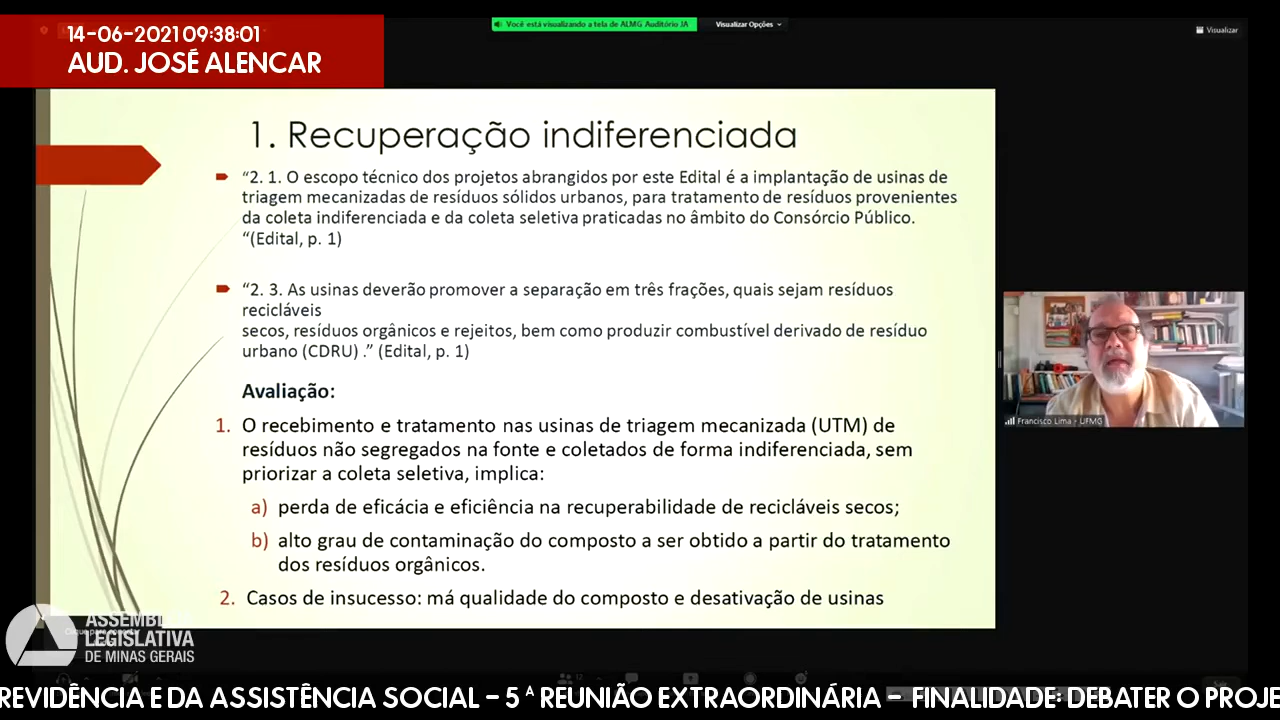 14-06-2021 09:38:01
AUD. JOSÉ ALENCAR
Você está visualizando a tela de ALMG Auditório JA
Visualizar Opções
Visualizar
1. Recuperação indiferenciada
“2. 1. O escopo técnico dos projetos abrangidos por este Edital é a implantação de usinas de
triagem mecanizadas de resíduos sólidos urbanos, para tratamento de resíduos provenientes
da coleta indiferenciada e da coleta seletiva praticadas no âmbito do Consórcio Público.
“(Edital, p. 1)
“2. 3. As usinas deverão promover a separação em três frações, quais sejam resíduos
recicláveis
secos, resíduos orgânicos e rejeitos, bem como produzir combustível derivado de resíduo
urbano (CDRU) .” (Edital, p. 1)
Avaliação:
1. O recebimento e tratamento nas usinas de triagem mecanizada (UTM) de
resíduos não segregados na fonte e coletados de forma indiferenciada, sem
priorizar a coleta seletiva, implica:
a) perda de eficácia e eficiência na recuperabilidade de recicláveis secos;
b) alto grau de contaminação do composto a ser obtido a partir do tratamento
dos resíduos orgânicos.
2. Casos de insucesso: má qualidade do composto e desativação de usinas
Francisco Lima - UFMG
ASSEMBLEIA
LEGISLATIVA
DE MINAS GERAIS
REVIDÊNCIA E DA ASSISTÊNCIA SOCIAL – 5 ª REUNIÃO EXTRAORDINÁRIA – FINALIDADE: DEBATER O PROJE